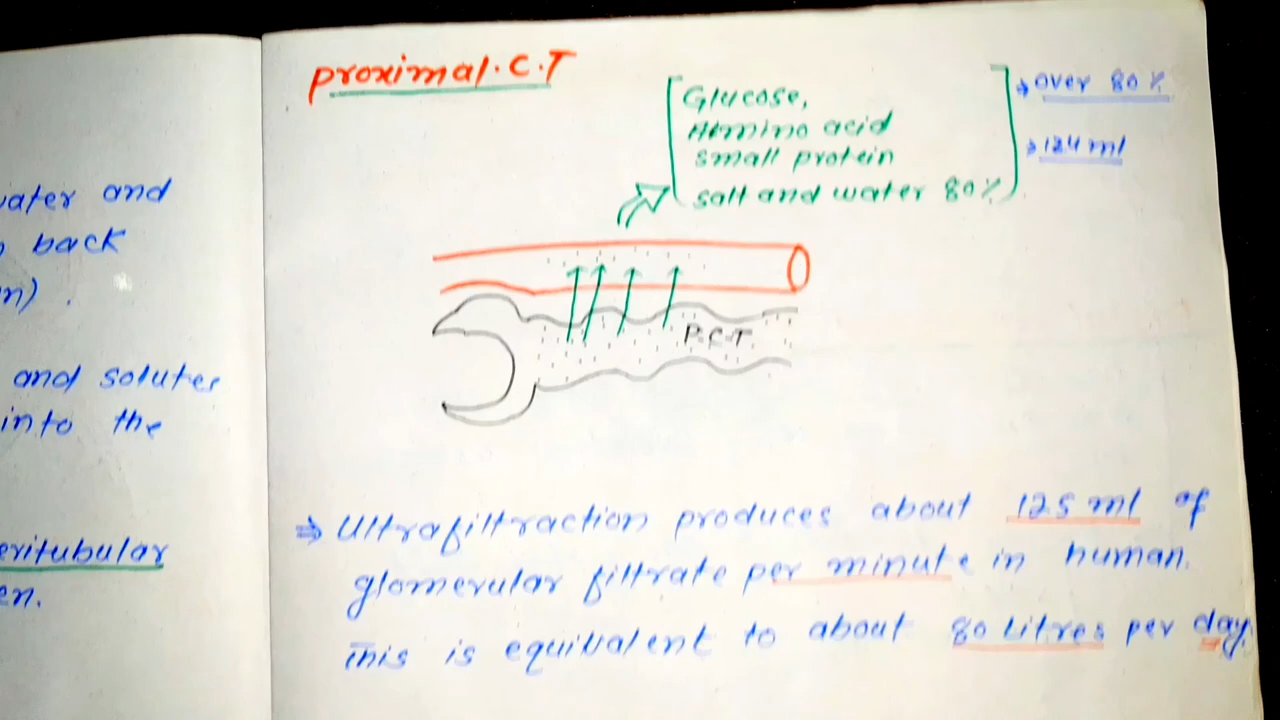 water and
back
n) .
and solutes
into the
eritubular
en.
proximal.C.T
Glucose,
Amino acid
small protein
salt and water 80%
over 80%
124 ml
P.C.T
⇒ Ultrafiltraction produces about 125 ml of
glomerular filtrate per minute in human.
This is equivalent to about 80 Litres per day.